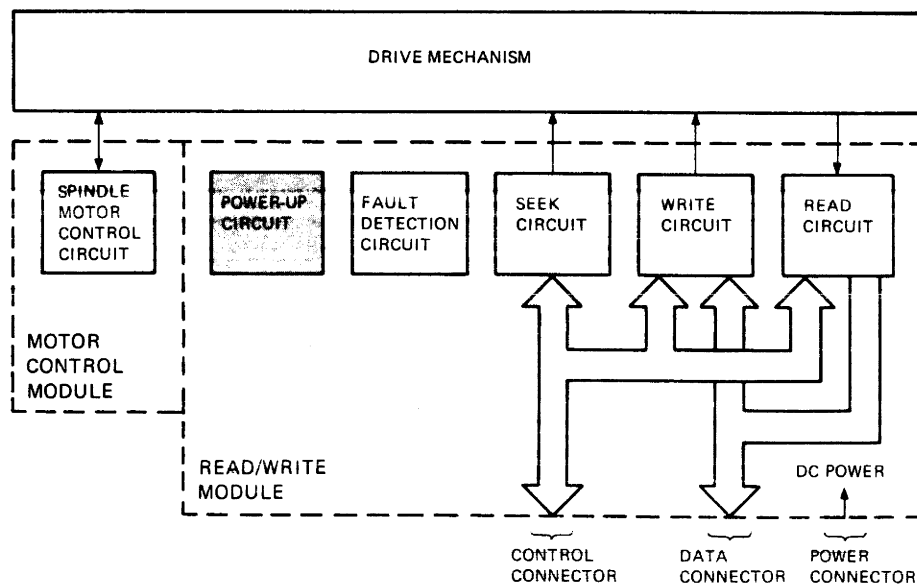 DRIVE MECHANISM
SPINDLE
MOTOR
CONTROL
CIRCUIT
POWER-UP
CIRCUIT
FAULT
DETECTION
CIRCUIT
SEEK
CIRCUIT
WRITE
CIRCUIT
READ
CIRCUIT
MOTOR
CONTROL
MODULE
READ/WRITE
MODULE
DC POWER
CONTROL
CONNECTOR
DATA
CONNECTOR
POWER
CONNECTOR